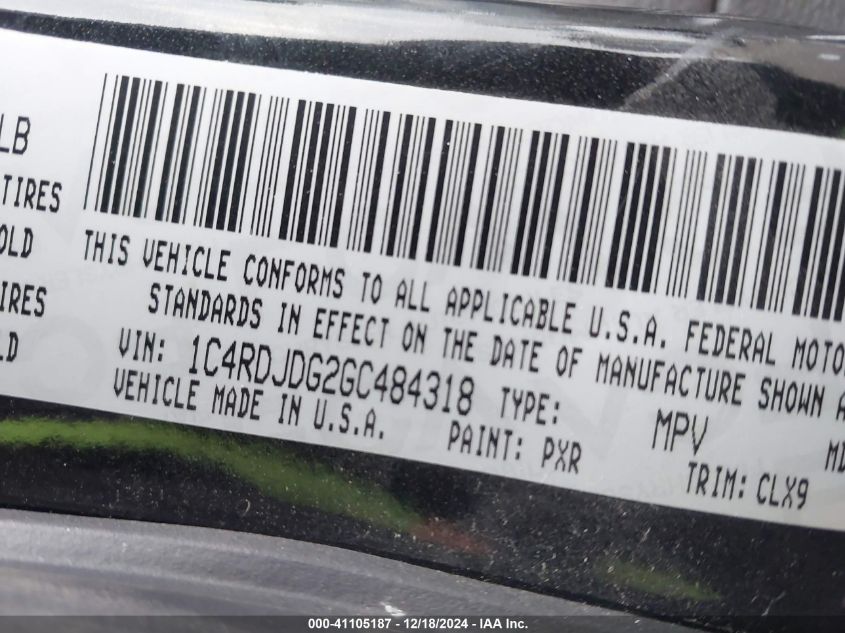 LB
TIRES
OLD
IRES
LD
THIS VEHICLE CONFORMS TO ALL APPLICABLE U.S.A. FEDERAL MOTO
STANDARDS IN EFFECT ON THE DATE OF MANUFACTURE SHOWN A
VIN: 1C4RDJDG2GC484318 TYPE: MPV MD
VEHICLE MADE IN U.S.A. PAINT: PXR TRIM: CLX9
000-41105187 - 12/18/2024 - IAA Inc.